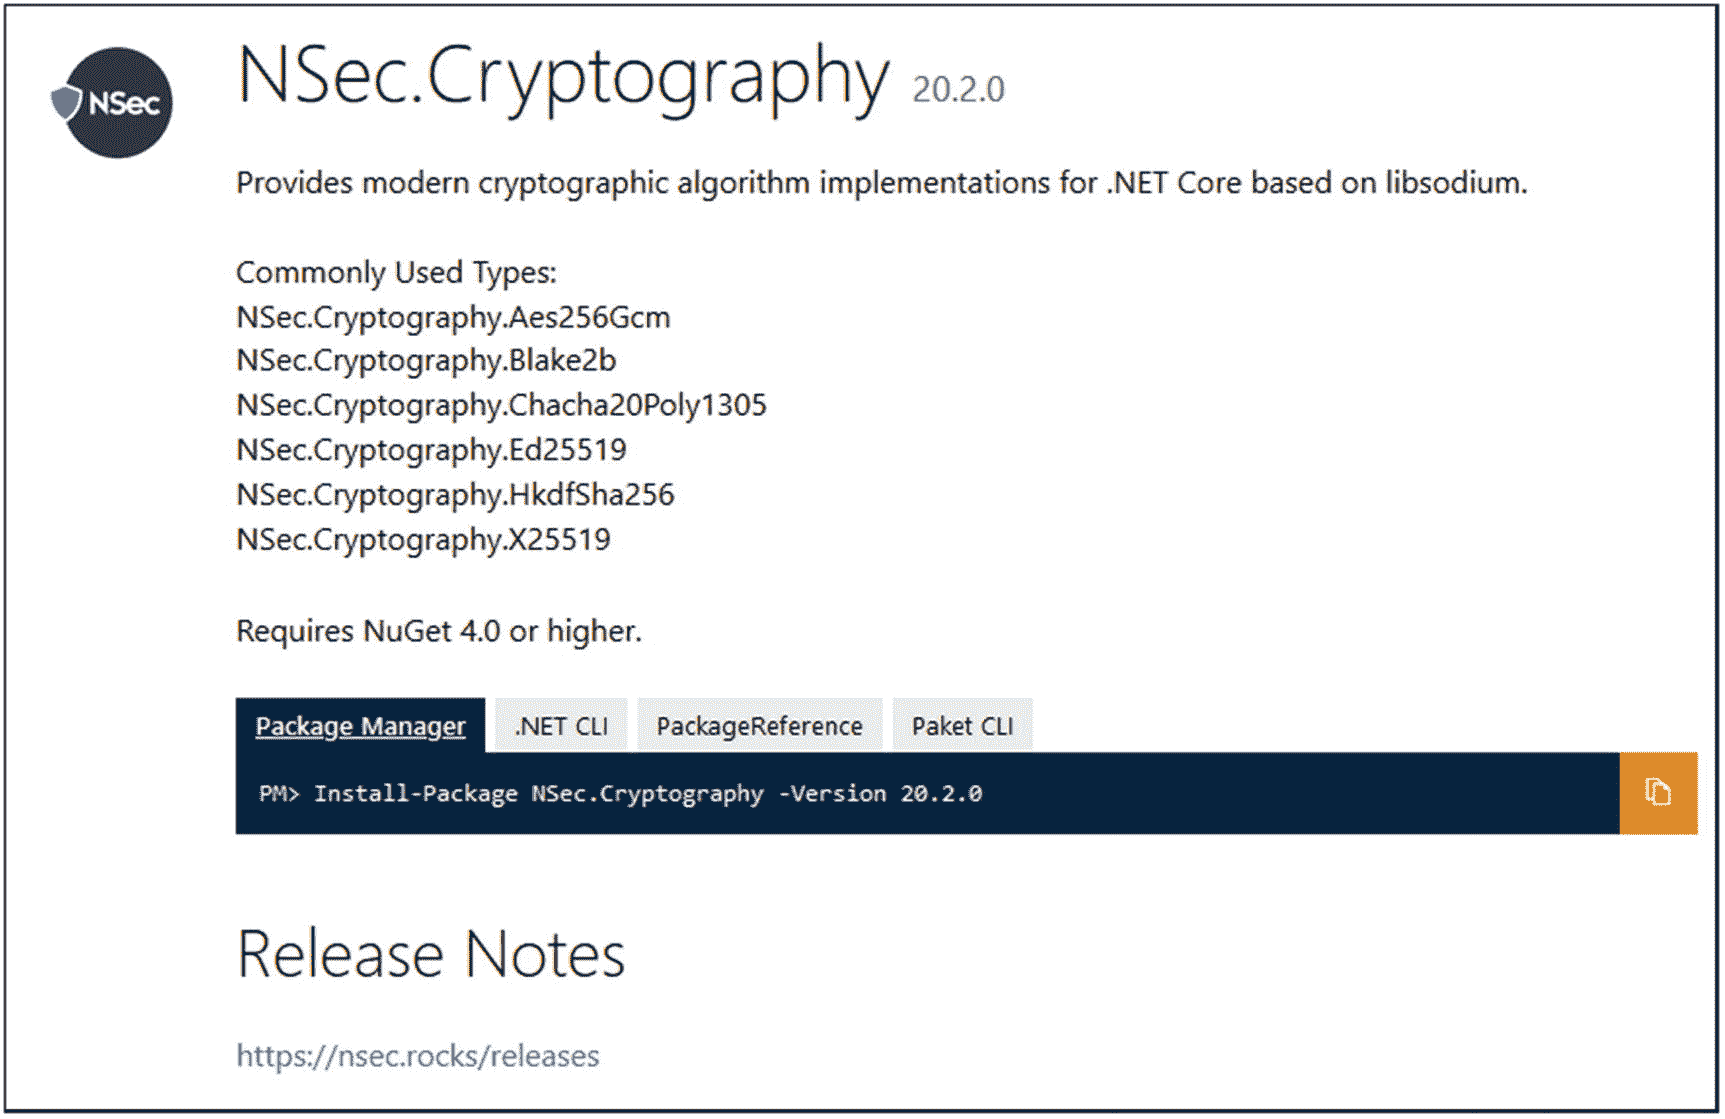 NSec
NSec.Cryptography 20.2.0
Provides modern cryptographic algorithm implementations for .NET Core based on libsodium.
Commonly Used Types:
NSec.Cryptography.Aes256Gcm
NSec.Cryptography.Blake2b
NSec.Cryptography.Chacha20Poly1305
NSec.Cryptography.Ed25519
NSec.Cryptography.HkdfSha256
NSec.Cryptography.X25519
Requires NuGet 4.0 or higher.
Package Manager .NET CLI PackageReference Paket CLI
PM> Install-Package NSec.Cryptography -Version 20.2.0
Release Notes
https://nsec.rocks/releases